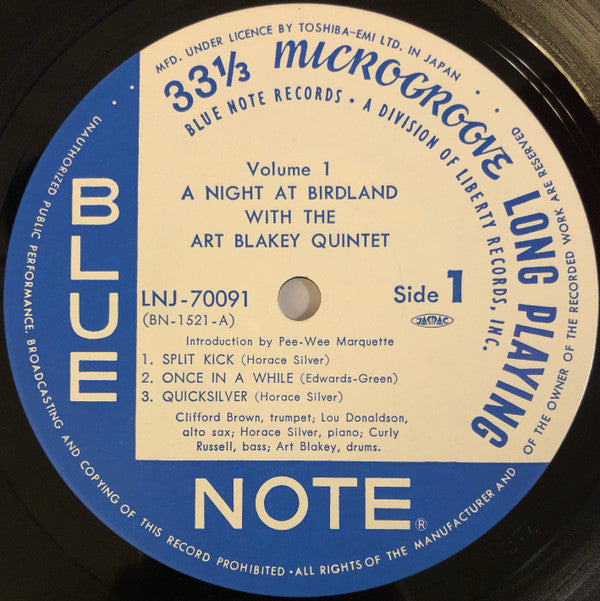 MFD. UNDER LICENCE BY TOSHIBA-EMI LTD. IN JAPAN
33⅓ MICROGROOVE LONG PLAYING
BLUE NOTE RECORDS • A DIVISION OF LIBERTY RECORDS, INC.
Volume 1
A NIGHT AT BIRDLAND
WITH THE
ART BLAKEY QUINTET
LNJ-70091
(BN-1521-A)
Side 1
JASRAC
Introduction by Pee-Wee Marquette
1. SPLIT KICK (Horace Silver)
2. ONCE IN A WHILE (Edwards-Green)
3. QUICKSILVER (Horace Silver)
Clifford Brown, trumpet; Lou Donaldson,
alto sax; Horace Silver, piano; Curly
Russell, bass; Art Blakey, drums.
BLUE
NOTE®
UNAUTHORIZED PUBLIC PERFORMANCE, BROADCASTING AND COPYING OF THIS RECORD PROHIBITED • ALL RIGHTS OF THE MANUFACTURER AND OF THE OWNER OF THE RECORDED WORK ARE RESERVED